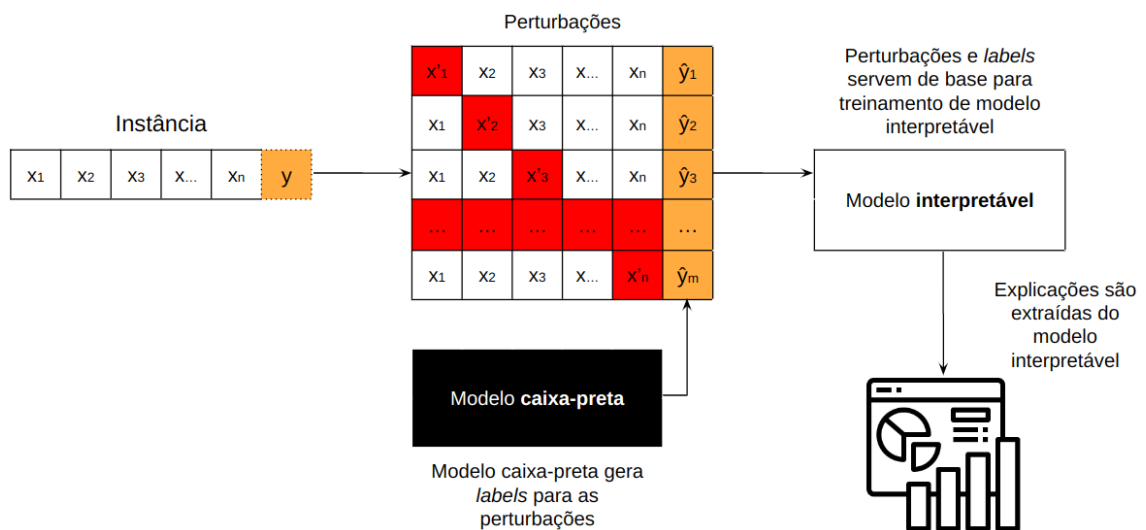 Perturbações
Instância
x1 x2 x3 x... xn y
x'1 x2 x3 x... xn ŷ1
x1 x'2 x3 x... xn ŷ2
x1 x2 x'3 x... xn ŷ3
... ... ... ... ... ...
x1 x2 x3 x... x'n ŷm
Perturbações e labels
servem de base para
treinamento de modelo
interpretável
Modelo interpretável
Modelo caixa-preta
Modelo caixa-preta gera
labels para as
perturbações
Explicações são
extraídas do
modelo
interpretável